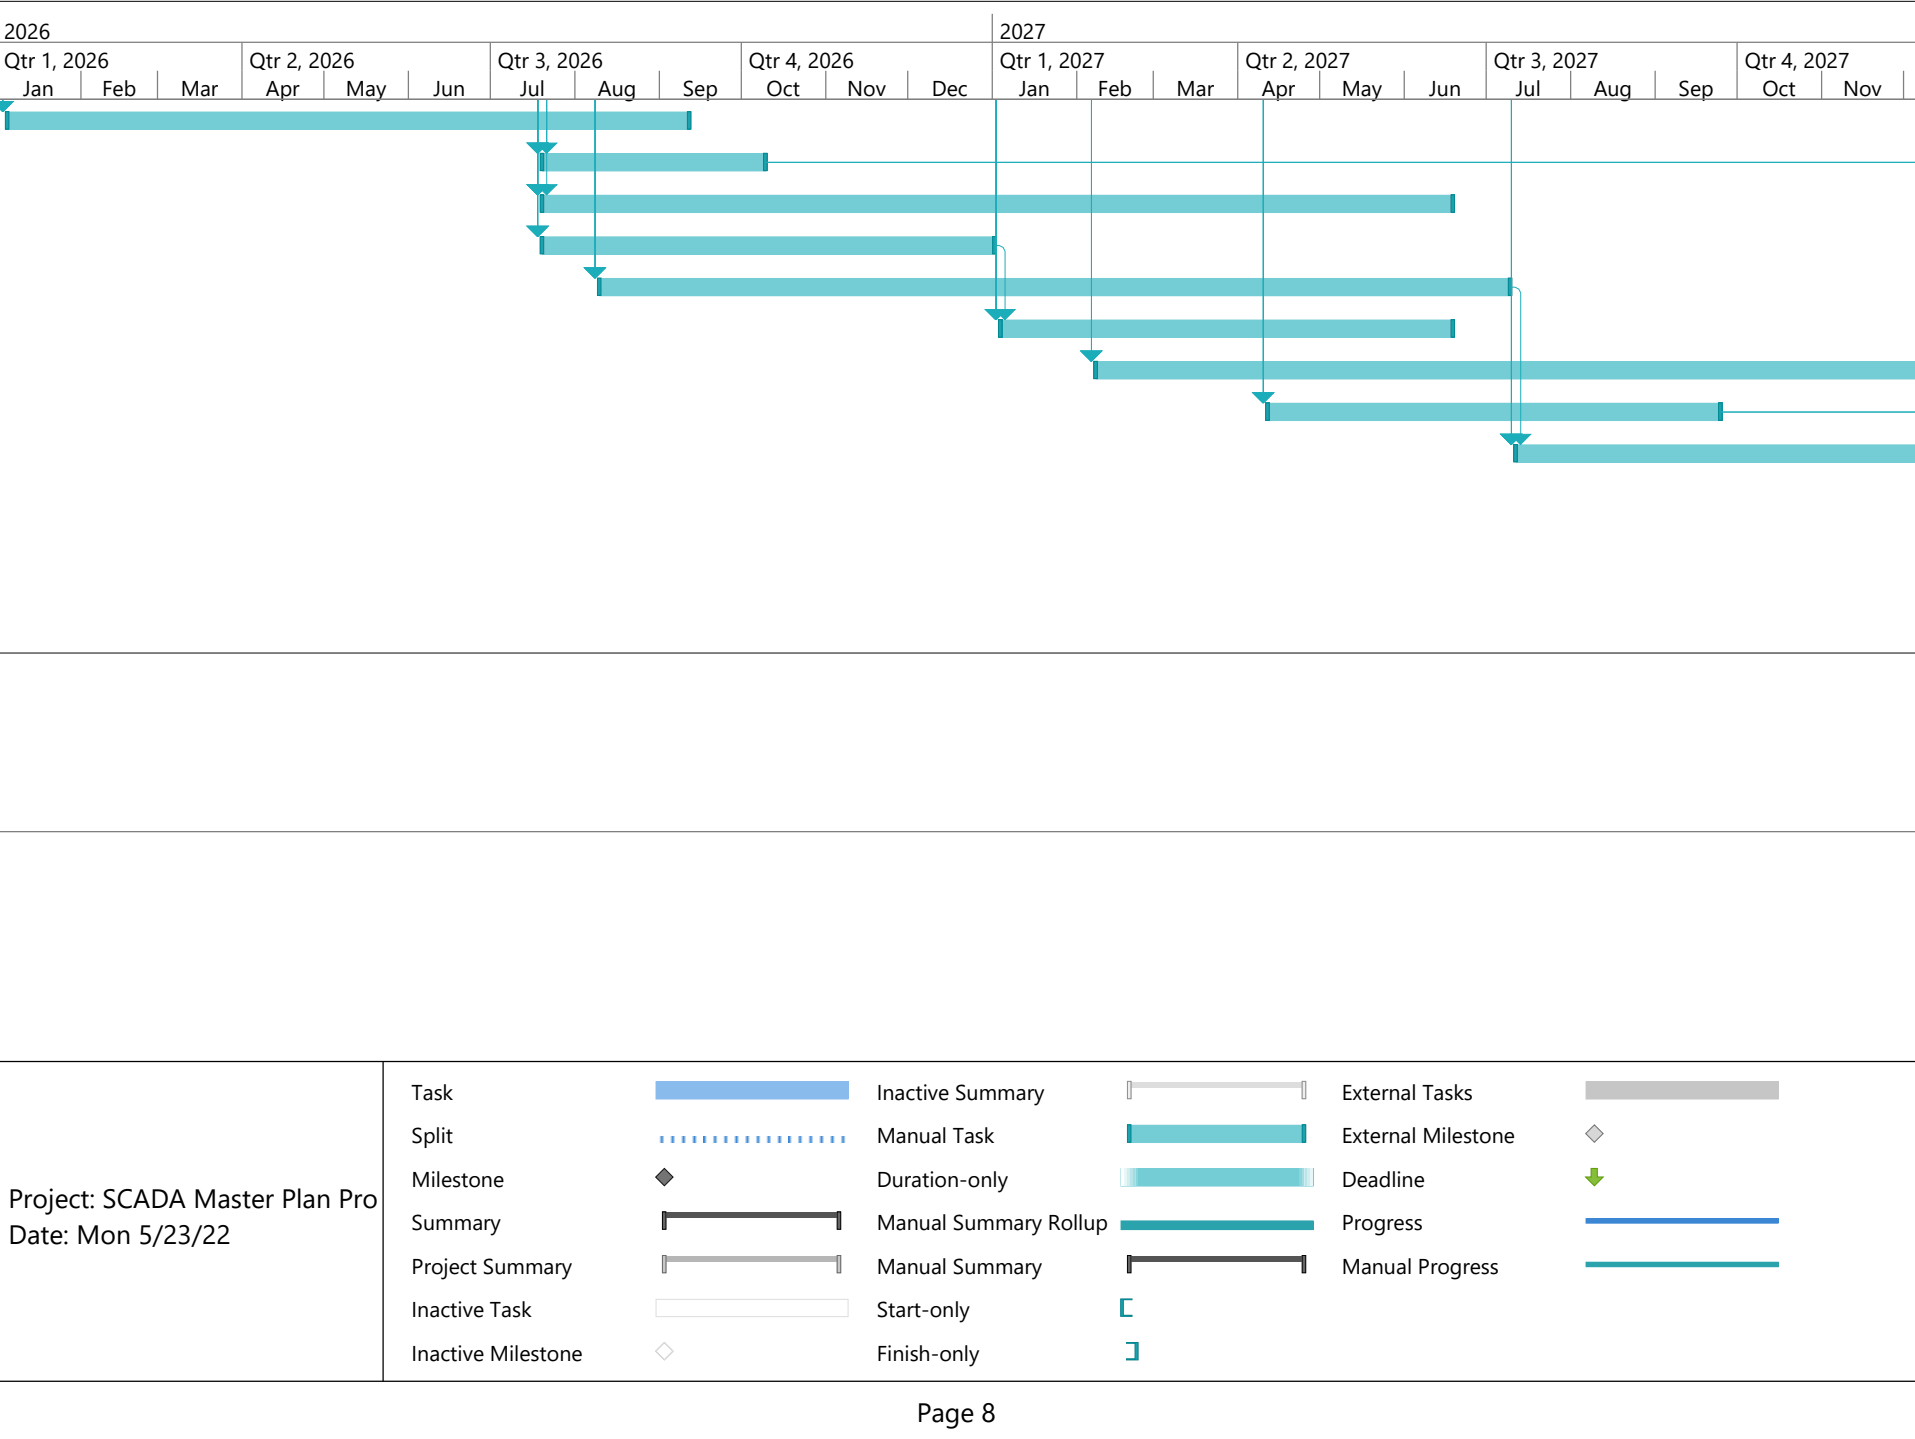 2026
2027
Qtr 1, 2026 Qtr 2, 2026 Qtr 3, 2026 Qtr 4, 2026 Qtr 1, 2027 Qtr 2, 2027 Qtr 3, 2027 Qtr 4, 2027
Jan Feb Mar Apr May Jun Jul Aug Sep Oct Nov Dec Jan Feb Mar Apr May Jun Jul Aug Sep Oct Nov
Project: SCADA Master Plan Pro
Date: Mon 5/23/22
Task
Split
Milestone
Summary
Project Summary
Inactive Task
Inactive Milestone
Inactive Summary
Manual Task
Duration-only
Manual Summary Rollup
Manual Summary
Start-only
Finish-only
External Tasks
External Milestone
Deadline
Progress
Manual Progress
Page 8